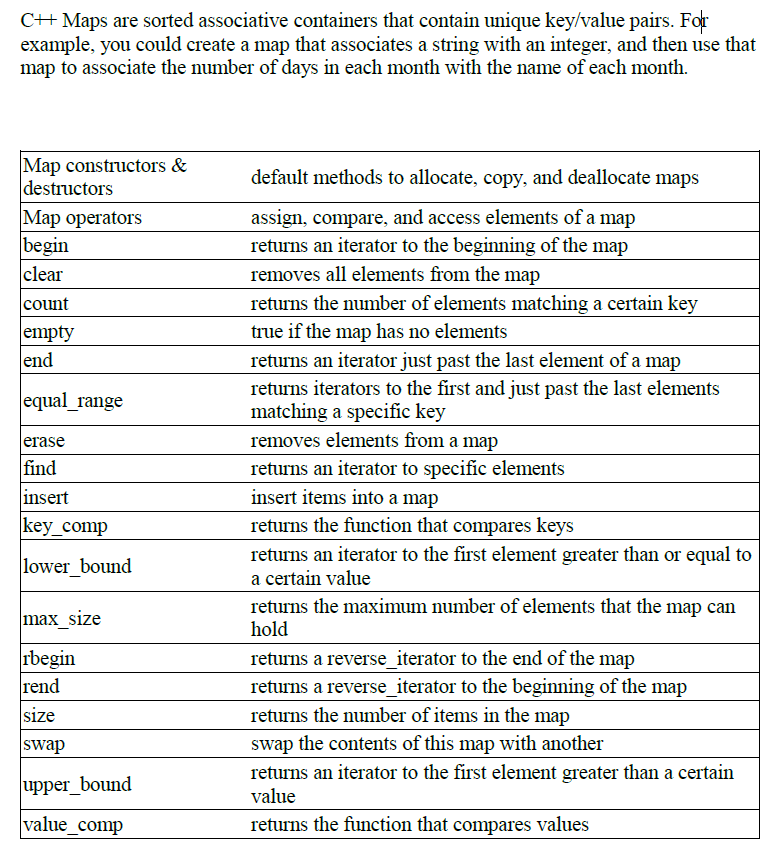 C++ Maps are sorted associative containers that contain unique key/value pairs. For
example, you could create a map that associates a string with an integer, and then use that
map to associate the number of days in each month with the name of each month.
Map constructors &
destructors
default methods to allocate, copy, and deallocate maps
Map operators assign, compare, and access elements of a map
begin returns an iterator to the beginning of the map
clear removes all elements from the map
count returns the number of elements matching a certain key
empty true if the map has no elements
end returns an iterator just past the last element of a map
equal_range
returns iterators to the first and just past the last elements
matching a specific key
erase removes elements from a map
find returns an iterator to specific elements
insert insert items into a map
key_comp returns the function that compares keys
lower_bound
returns an iterator to the first element greater than or equal to
a certain value
max_size
returns the maximum number of elements that the map can
hold
rbegin returns a reverse_iterator to the end of the map
rend returns a reverse_iterator to the beginning of the map
size returns the number of items in the map
swap swap the contents of this map with another
upper_bound
returns an iterator to the first element greater than a certain
value
value_comp returns the function that compares values